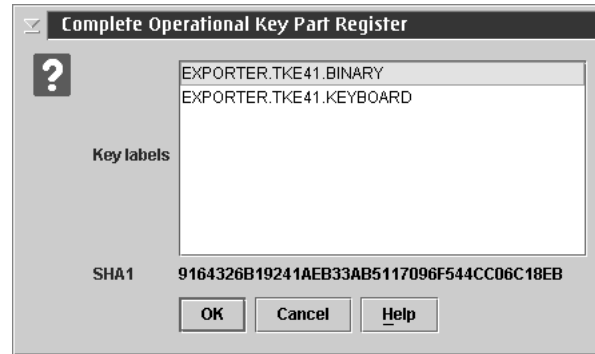 Complete Operational Key Part Register
?
EXPORTER.TKE41.BINARY
EXPORTER.TKE41.KEYBOARD
Key labels
SHA1 9164326B19241AEB33AB5117096F544CC06C18EB
OK Cancel Help